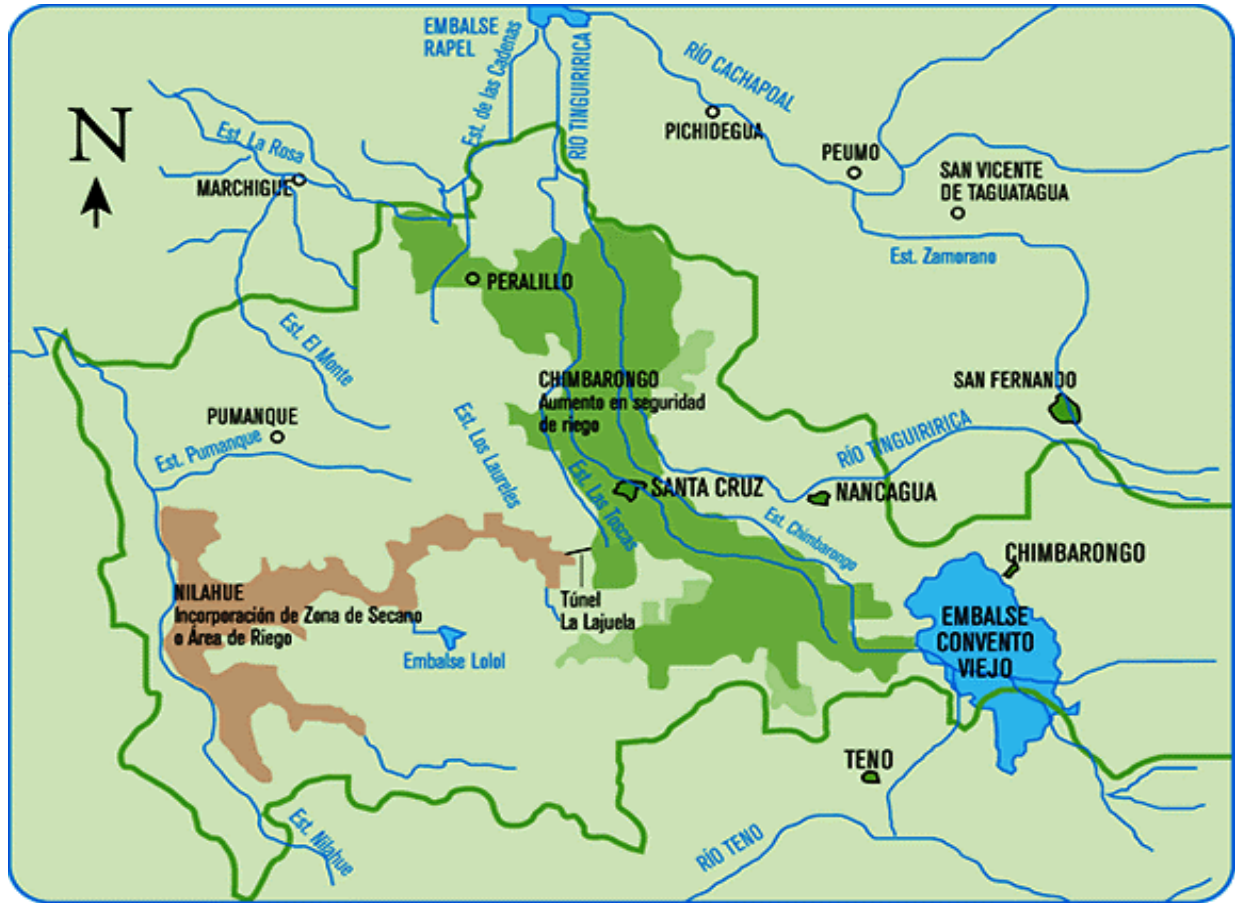 EMBALSE
RAPEL
Est. de las Cadenas
RÍO TINGUIRIRICA
RÍO CACHAPOAL
N
PICHIDEGUA
Est. La Rosa
PEUMO
SAN VICENTE
DE TAGUATAGUA
MARCHIGUE
Est. Zamorano
PERALILLO
Est. El Monte
CHIMBARONGO
Aumento en seguridad
de riego
SAN FERNANDO
PUMANQUE
Est. Pumanque
Est. Los Laureles
RÍO TINGUIRIRICA
Est. Las Toscas
SANTA CRUZ
NANCAGUA
Est. Chimbarongo
CHIMBARONGO
NILAHUE
Incorporación de Zona de Secano
o Área de Riego
Túnel
La Lajuela
EMBALSE
CONVENTO
VIEJO
Embalse Lolol
TENO
Est. Nilahue
RÍO TENO